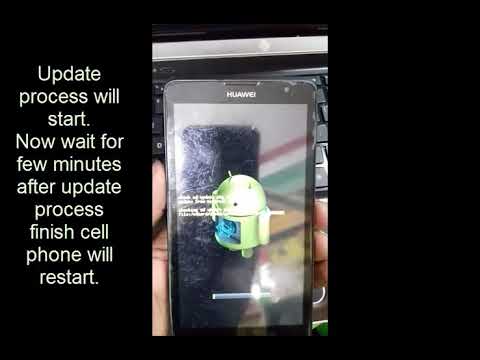 Update
process will
start.
Now wait for
few minutes
after update
process
finish cell
phone will
restart.
HUAWEI